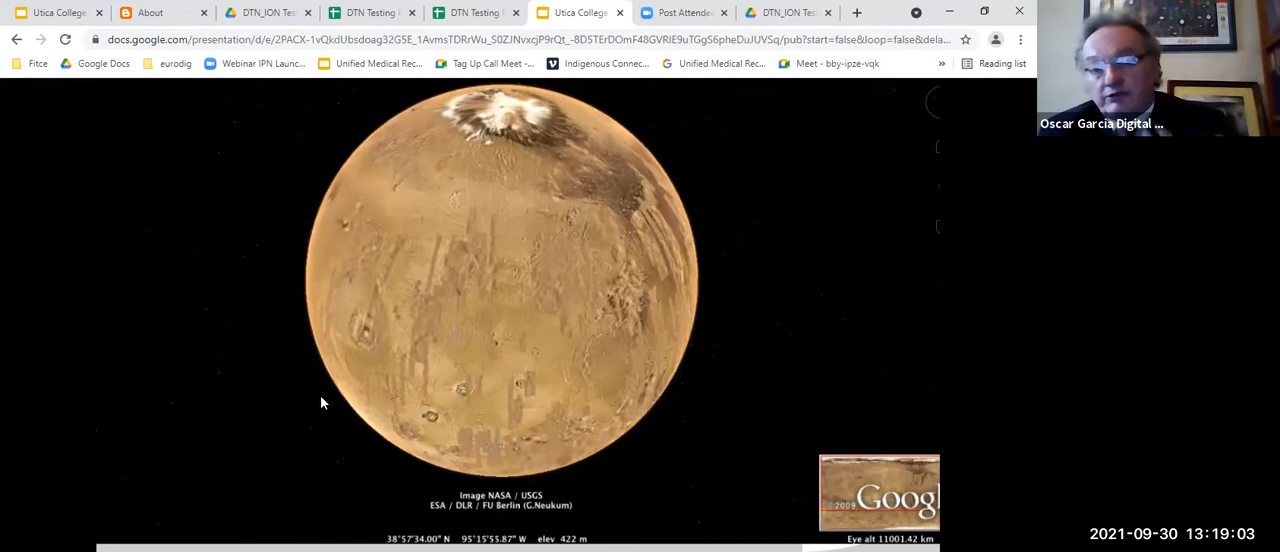 Utica College
About
DTN_ION Tes
DTN Testing F
DTN Testing F
Utica College
Post Attende
DTN_ION Tes
docs.google.com/presentation/d/e/2PACX-1vQkdUbsdoag32G5E_1AvmsTDRrWu_S0ZJNvxcjP9rQt_-8D5TErDOmF48GVRIE9uTGgS6pheDuJUVSq/pub?start=false&loop=false&dela...
Fitce
Google Docs
eurodig
Webinar IPN Launc...
Unified Medical Rec...
Tag Up Call Meet -...
Indigenous Connec...
Unified Medical Rec...
Meet - bby-ipze-vqk
»
Reading list
Oscar Garcia Digital ...
Image NASA / USGS
ESA / DLR / FU Berlin (G.Neukum)
©2009 Googl
38°57'34.00" N 95°15'55.87" W elev 422 m
Eye alt 11001.42 km
2021-09-30 13:19:03